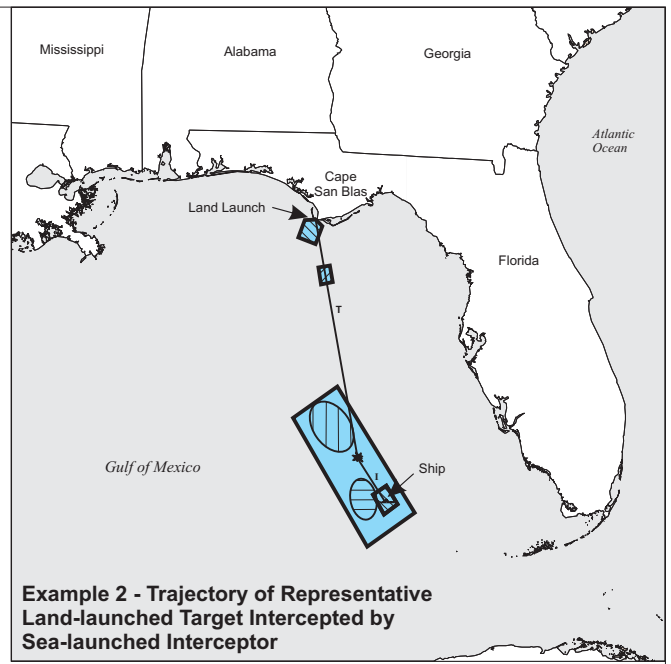 Mississippi
Alabama
Georgia
Atlantic
Ocean
Cape
San Blas
Land Launch
Florida
T
Gulf of Mexico
Ship
I
Example 2 - Trajectory of Representative
Land-launched Target Intercepted by
Sea-launched Interceptor